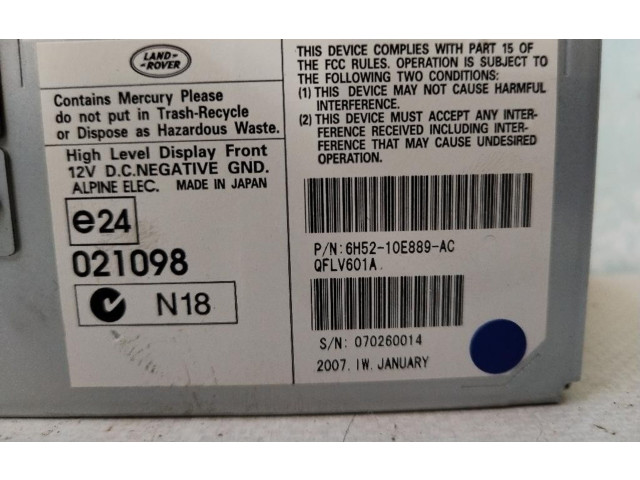 LAND-
-ROVER
Contains Mercury Please
do not put in Trash-Recycle
or Dispose as Hazardous Waste.
High Level Display Front
12V D.C.NEGATIVE GND.
ALPINE ELEC. MADE IN JAPAN
e24
021098
N18
THIS DEVICE COMPLIES WITH PART 15 OF
THE FCC RULES. OPERATION IS SUBJECT TO
THE FOLLOWING TWO CONDITIONS:
(1) THIS DEVICE MAY NOT CAUSE HARMFUL
INTERFERENCE.
(2) THIS DEVICE MUST ACCEPT ANY INTER-
FERENCE RECEIVED INCLUDING INTER-
FERENCE THAT MAY CAUSE UNDESIRED
OPERATION.
P/N:6H52-10E889-AC
QFLV601A
S/N: 070260014
2007. IW. JANUARY